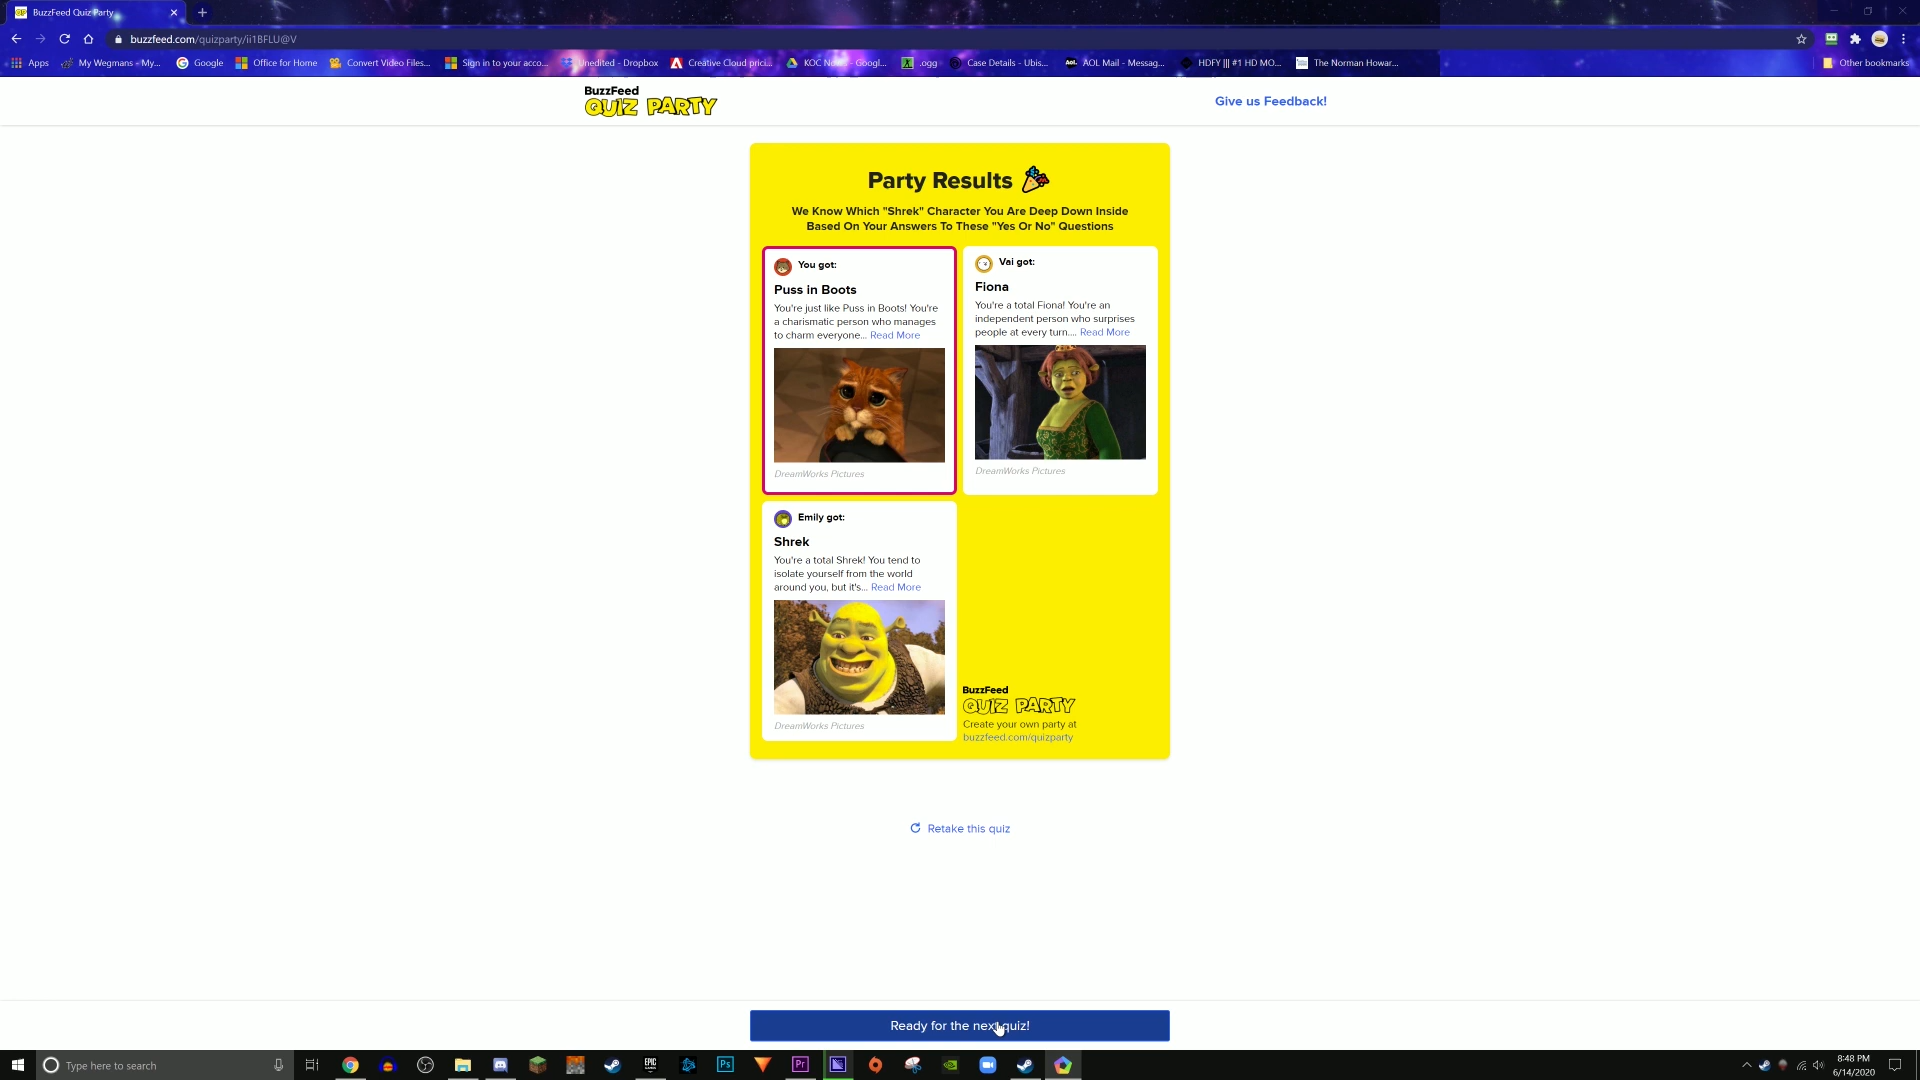 BuzzFeed Quiz Party
buzzfeed.com/quizparty/ii1BFLU@V
Apps
My Wegmans - My...
Google
Office for Home
Convert Video Files...
Sign in to your acco...
Unedited - Dropbox
Creative Cloud prici...
KOC No - Googl...
.ogg
Case Details - Ubis...
AOL Mail - Messag...
HDFY ||| #1 HD MO...
The Norman Howar...
Other bookmarks
BuzzFeed
QUIZ PARTY
Give us Feedback!
Party Results
We Know Which "Shrek" Character You Are Deep Down Inside
Based On Your Answers To These "Yes Or No" Questions
You got:
Puss in Boots
You're just like Puss in Boots! You're
a charismatic person who manages
to charm everyone... Read More
DreamWorks Pictures
Vai got:
Fiona
You're a total Fiona! You're an
independent person who surprises
people at every turn.... Read More
DreamWorks Pictures
Emily got:
Shrek
You're a total Shrek! You tend to
isolate yourself from the world
around you, but it's... Read More
DreamWorks Pictures
BuzzFeed
QUIZ PARTY
Create your own party at
buzzfeed.com/quizparty
Retake this quiz
Ready for the next quiz!
Type here to search
EPIC
GAMES
Ps
Pr
8:48 PM
6/14/2020